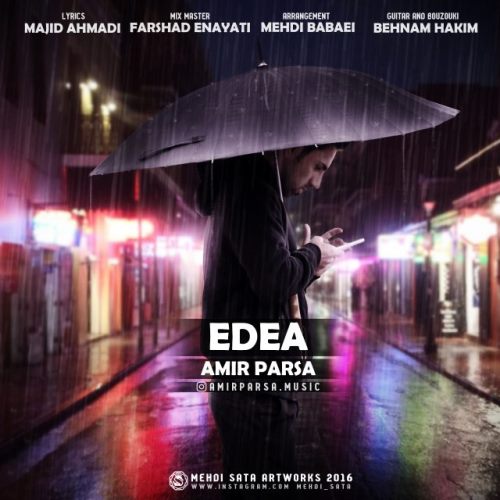 LYRICS
MAJID AHMADI
MIX MASTER
FARSHAD ENAYATI
ARRANGEMENT
MEHDI BABAEI
GUITAR AND BOUZOUKI
BEHNAM HAKIM
EDEA
AMIR PARSA
@AMIRPARSA.MUSIC
MEHDI SATA ARTWORKS 2016
WWW.INSTAGRAM.COM MEHDI_SATA